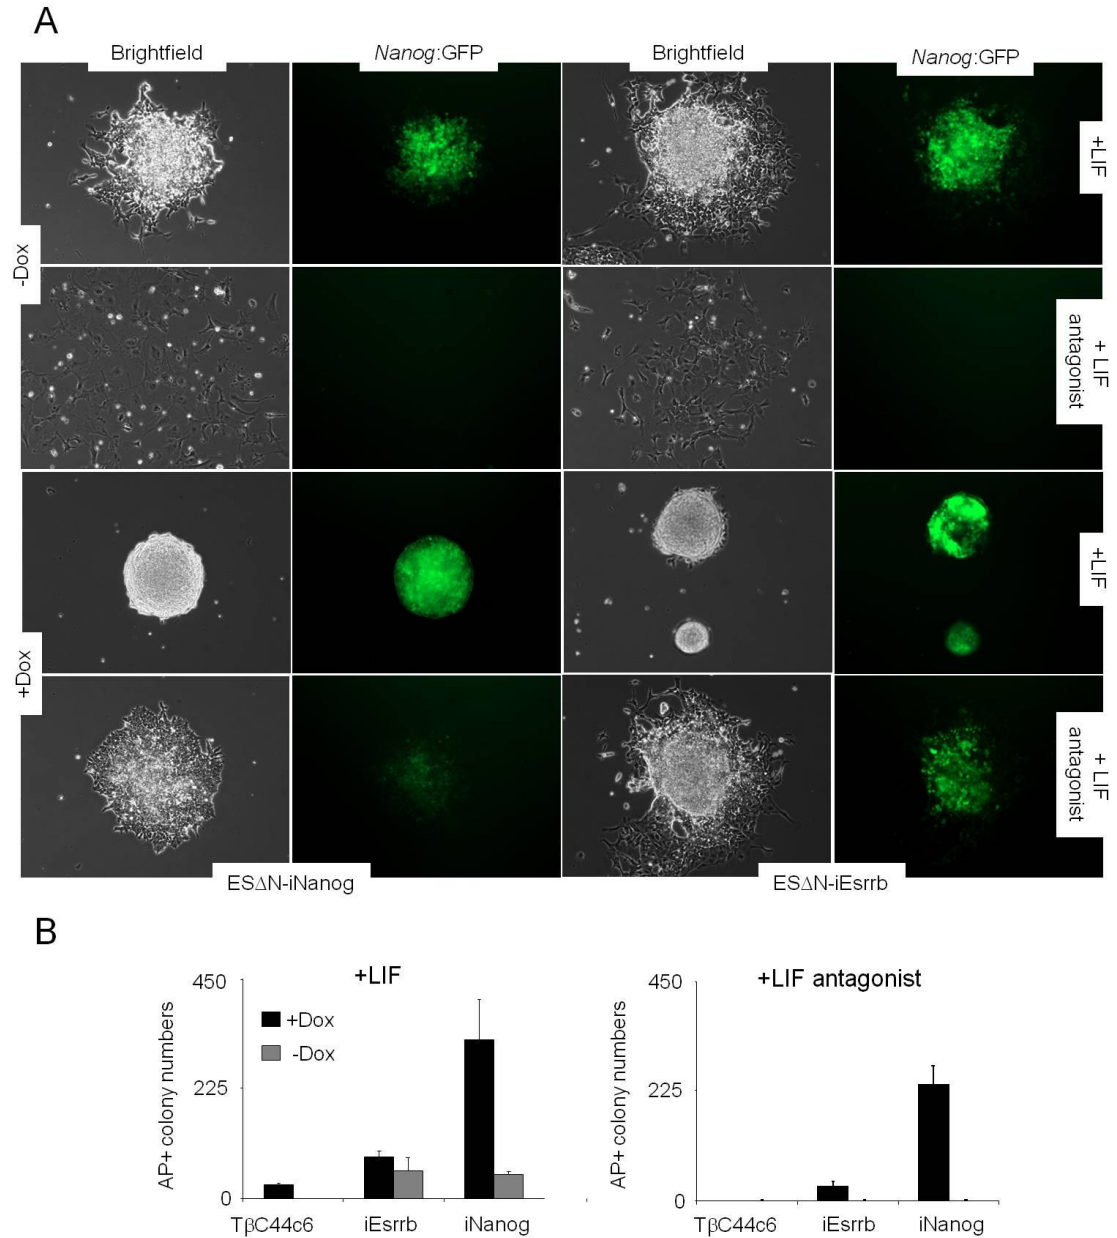 A
Brightfield
Nanog:GFP
Brightfield
Nanog:GFP
+LIF
-Dox
+ LIF
antagonist
+LIF
+Dox
+ LIF
antagonist
ESΔN-iNanog
ESΔN-iEsrrb
B
+LIF
450
225
0
AP+ colony numbers
+Dox
-Dox
TβC44c6
iEsrrb
iNanog
+LIF antagonist
450
225
0
AP+ colony numbers
TβC44c6
iEsrrb
iNanog